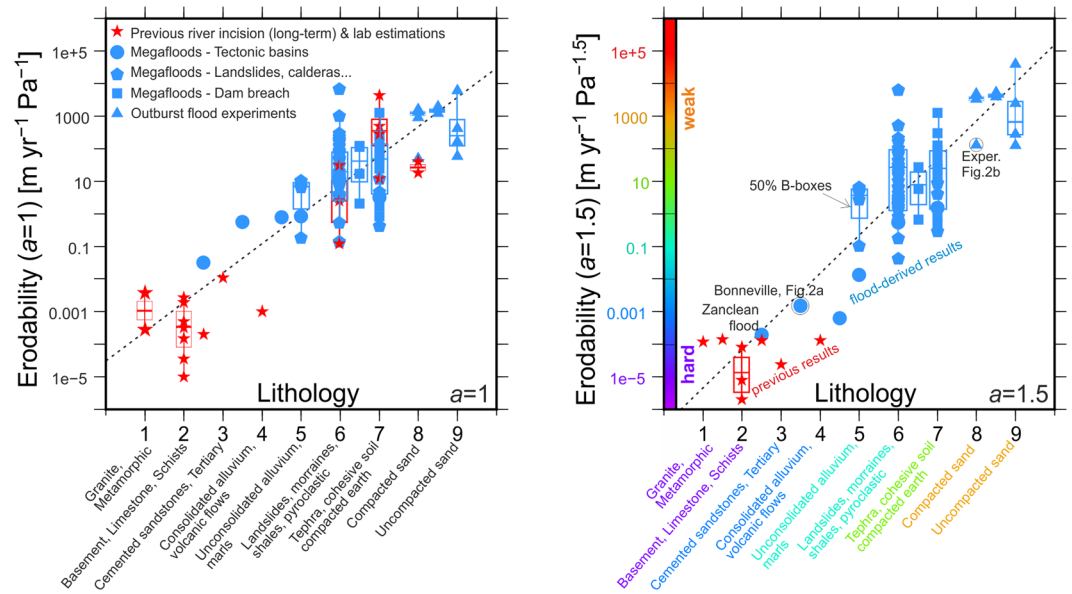 Erodability (a=1) [m yr⁻¹ Pa⁻¹]
1e+5
1000
10
0.1
0.001
1e-5
Previous river incision (long-term) & lab estimations
Megafloods - Tectonic basins
Megafloods - Landslides, calderas...
Megafloods - Dam breach
Outburst flood experiments
Lithology
a=1
1
2
3
4
5
6
7
8
9
Granite,
Metamorphic
Basement, Limestone, Schists
Cemented sandstones, Tertiary
Consolidated alluvium,
volcanic flows
Unconsolidated alluvium,
marls
Landslides, morraines,
shales, pyroclastic
Tephra, cohesive soil
compacted earth
Compacted sand
Uncompacted sand
Erodability (a=1.5) [m yr⁻¹ Pa⁻¹·⁵]
1e+5
1000
10
0.1
0.001
1e-5
weak
hard
50% B-boxes
Exper.
Fig.2b
flood-derived results
Bonneville, Fig.2a
Zanclean
flood
previous results
Lithology
a=1.5
1
2
3
4
5
6
7
8
9
Granite,
Metamorphic
Basement, Limestone, Schists
Cemented sandstones, Tertiary
Consolidated alluvium,
volcanic flows
Unconsolidated alluvium,
marls
Landslides, morraines,
shales, pyroclastic
Tephra, cohesive soil
compacted earth
Compacted sand
Uncompacted sand